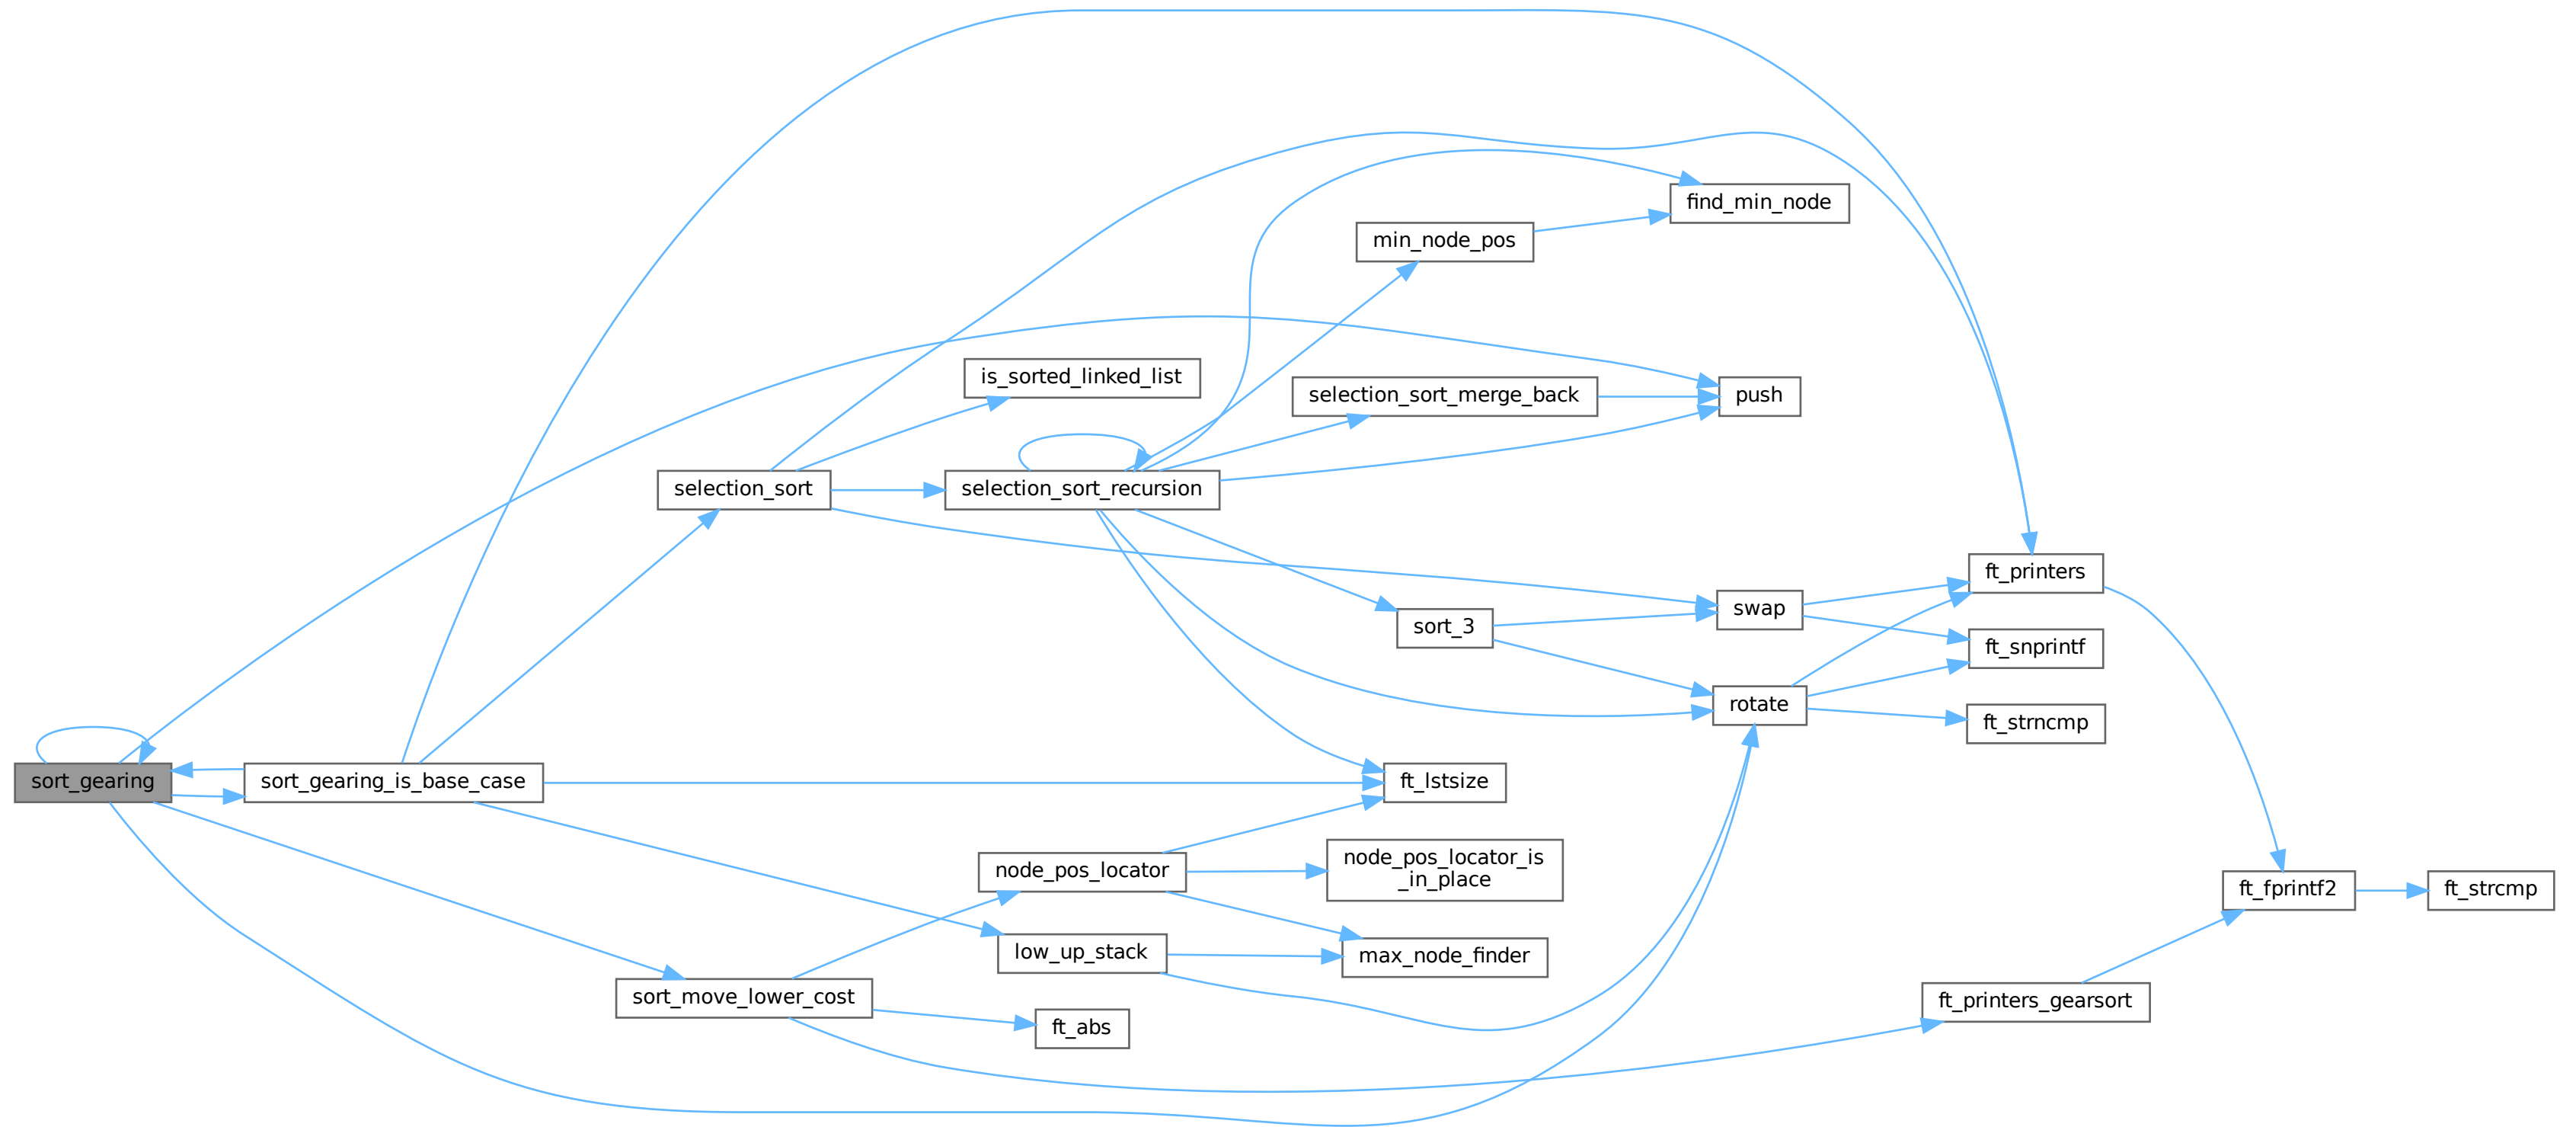 find_min_node
min_node_pos
is_sorted_linked_list
selection_sort_merge_back
push
selection_sort
selection_sort_recursion
ft_printers
swap
sort_3
ft_snprintf
rotate
ft_strncmp
sort_gearing
sort_gearing_is_base_case
ft_lstsize
node_pos_locator
node_pos_locator_is
_in_place
ft_fprintf2
ft_strcmp
low_up_stack
max_node_finder
sort_move_lower_cost
ft_printers_gearsort
ft_abs